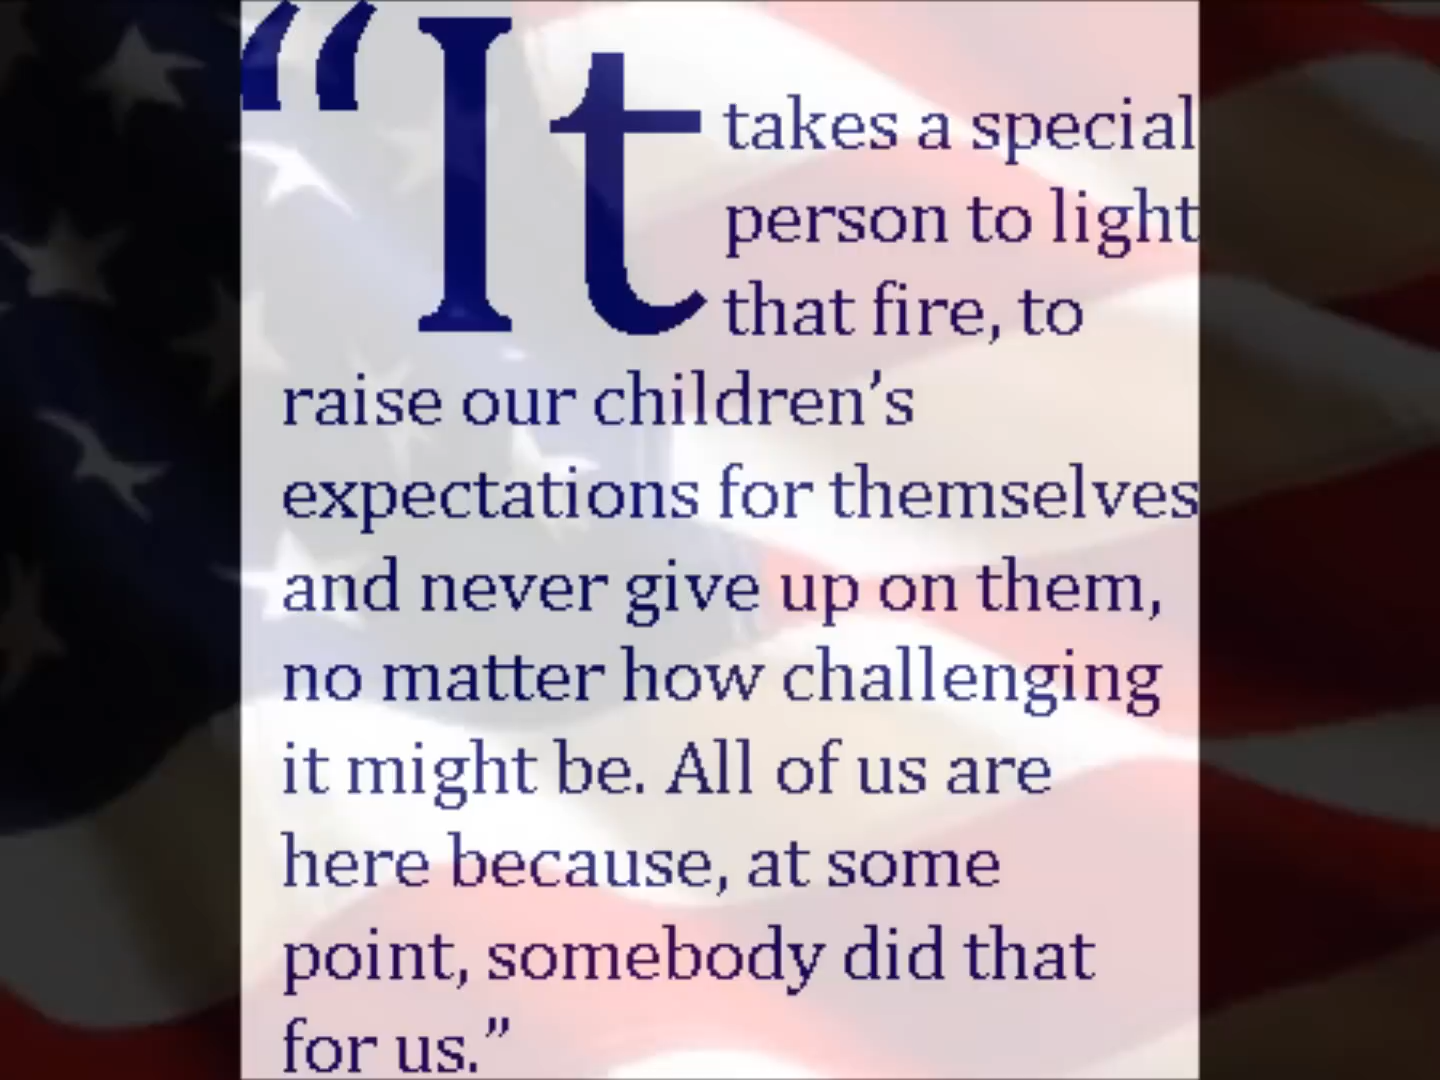 “It takes a special
person to light
that fire, to
raise our children’s
expectations for themselves
and never give up on them,
no matter how challenging
it might be. All of us are
here because, at some
point, somebody did that
for us.”